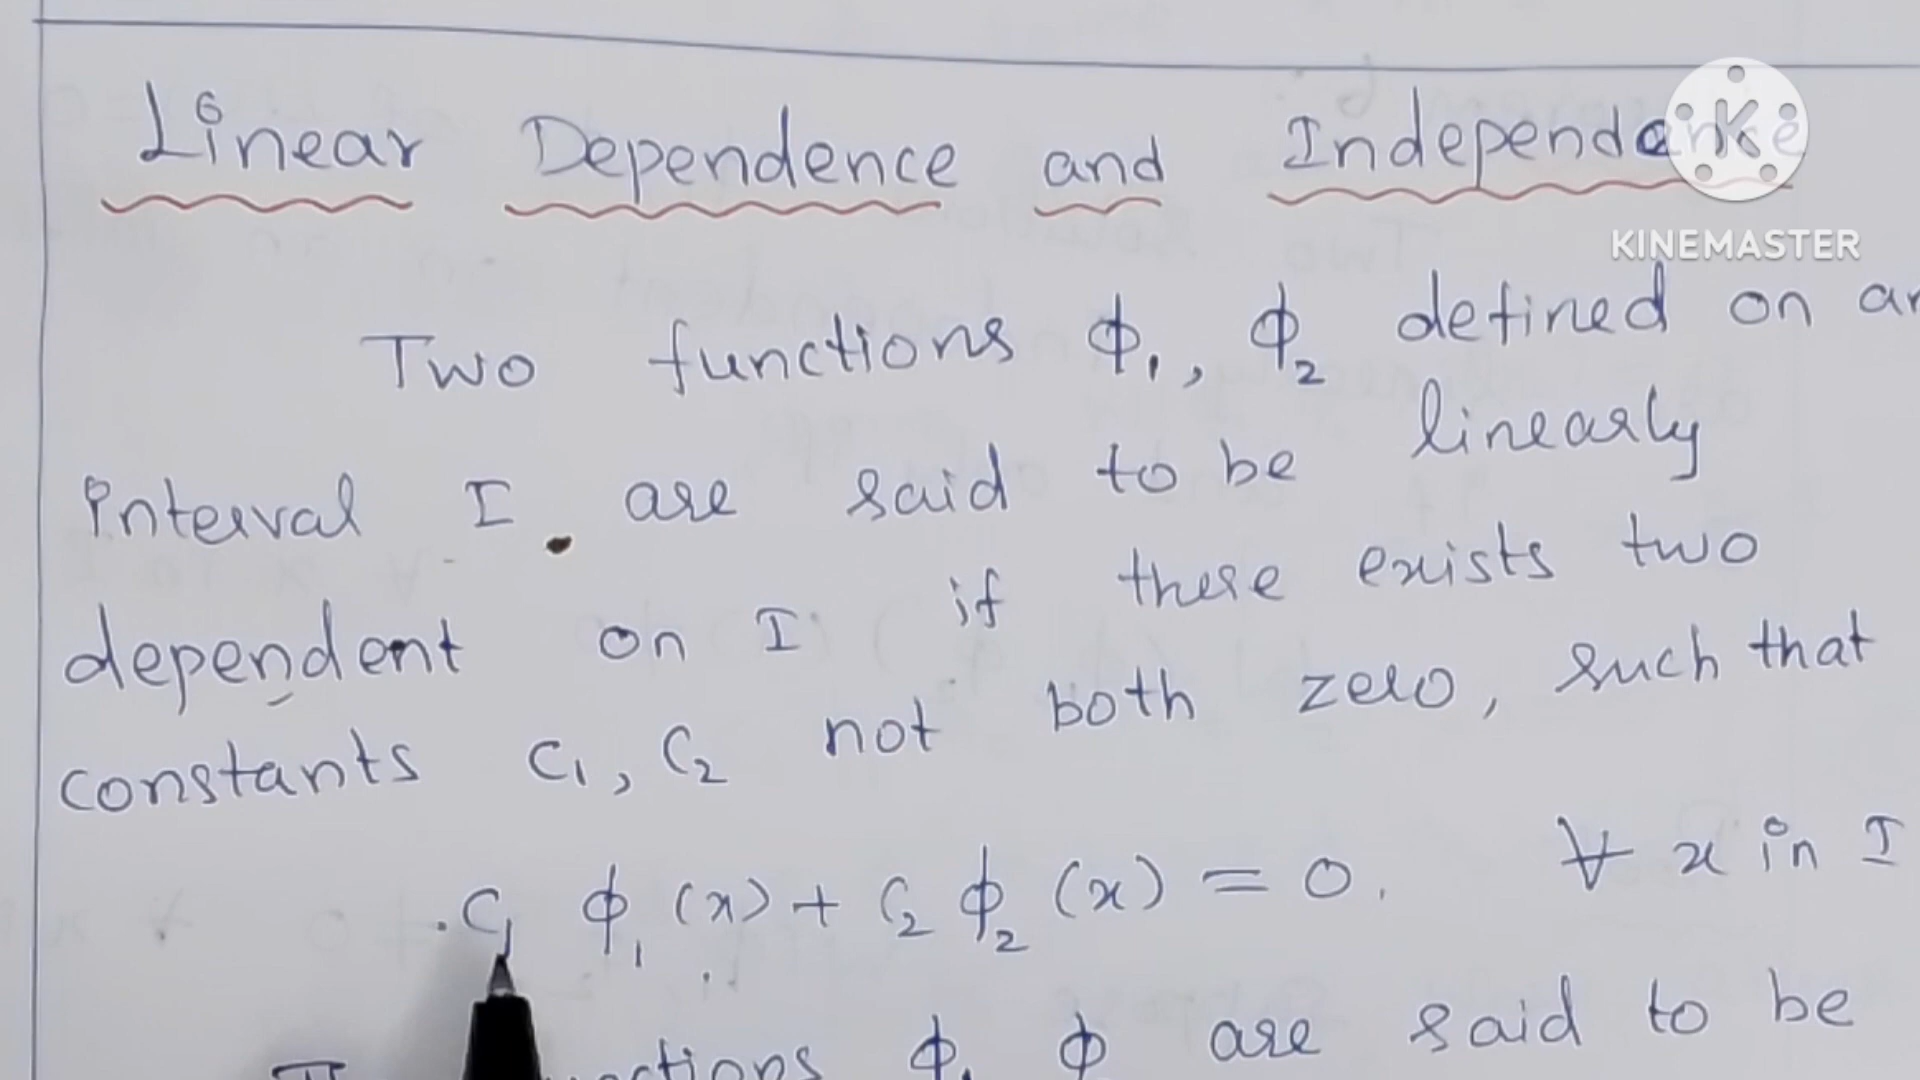 Linear Dependence and Independence
KINEMASTER
Two functions ϕ₁, ϕ₂ defined on an
interval I are said to be linearly
dependent on I if there exists two
constants c₁, c₂ not both zero, such that
c₁ ϕ₁(x) + c₂ ϕ₂(x) = 0. ∀ x in I
ϕ₁ ϕ are said to be